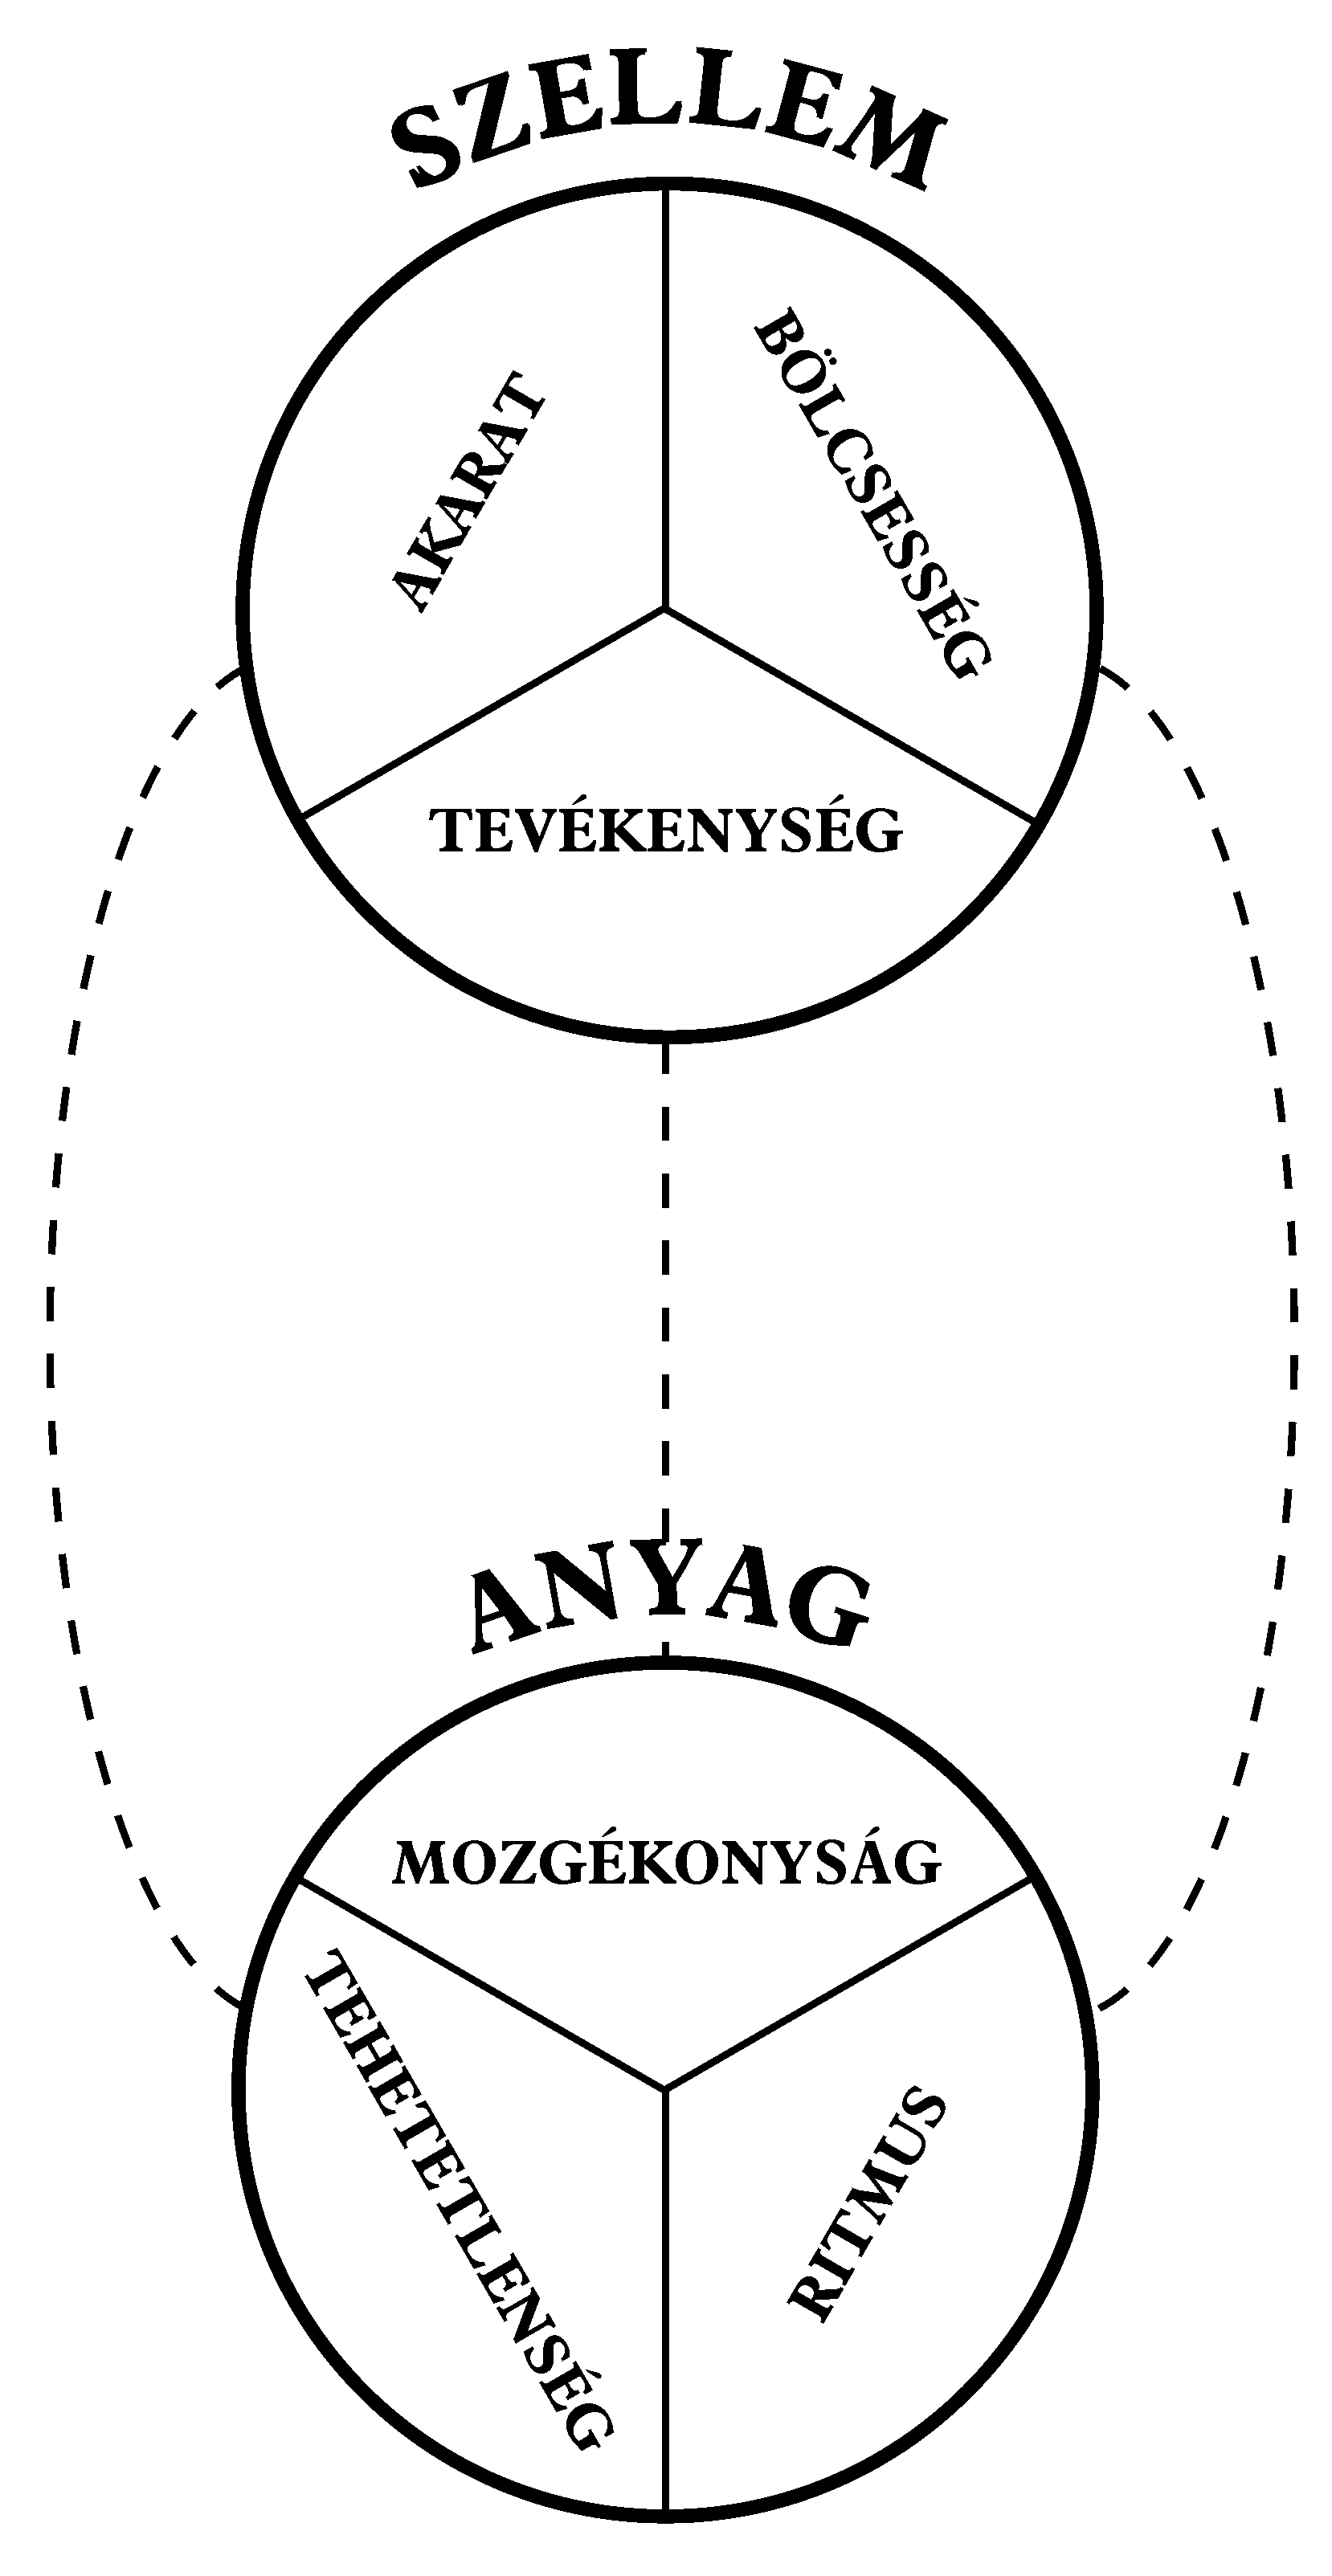 SZELLEM
AKARAT
BÖLCSESSÉG
TEVÉKENYSÉG
ANYAG
MOZGÉKONYSÁG
TEHETETLENSÉG
RITMUS